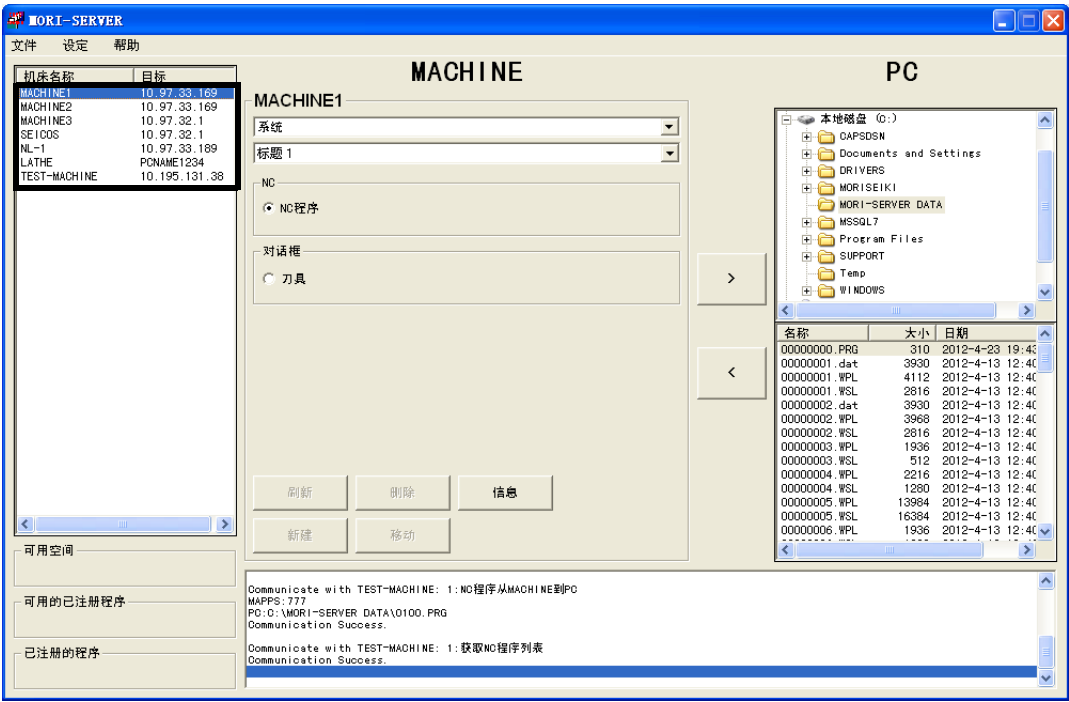 MORI-SERVER
文件 设定 帮助
机床名称 目标
MACHINE1 10.97.33.169
MACHINE2 10.97.33.169
MACHINE3 10.97.32.1
SEICOS 10.97.32.1
NL-1 10.97.33.189
LATHE PCNAME1234
TEST-MACHINE 10.195.131.38
可用空间
可用的已注册程序
已注册的程序
MACHINE
MACHINE1
系统
标题 1
NC
NC程序
对话框
刀具
刷新 删除 信息
新建 移动
>
<
PC
本地磁盘 (C:)
CAPSDSN
Documents and Settings
DRIVERS
MORISEIKI
MORI-SERVER DATA
MSSQL7
Program Files
SUPPORT
Temp
WINDOWS
名称 大小 日期
00000000.PRG 310 2012-4-23 19:43
00000001.dat 3930 2012-4-13 12:40
00000001.WPL 4112 2012-4-13 12:40
00000001.WSL 2816 2012-4-13 12:40
00000002.dat 3930 2012-4-13 12:40
00000002.WPL 3968 2012-4-13 12:40
00000002.WSL 2816 2012-4-13 12:40
00000003.WPL 1936 2012-4-13 12:40
00000003.WSL 512 2012-4-13 12:40
00000004.WPL 2216 2012-4-13 12:40
00000004.WSL 1280 2012-4-13 12:40
00000005.WPL 13984 2012-4-13 12:40
00000005.WSL 16384 2012-4-13 12:40
00000006.WPL 1936 2012-4-13 12:40
Communicate with TEST-MACHINE: 1:NC程序从MACHINE到PC
MAPPS:777
PC:C:\MORI-SERVER DATA\O100.PRG
Communication Success.
Communicate with TEST-MACHINE: 1:获取NC程序列表
Communication Success.